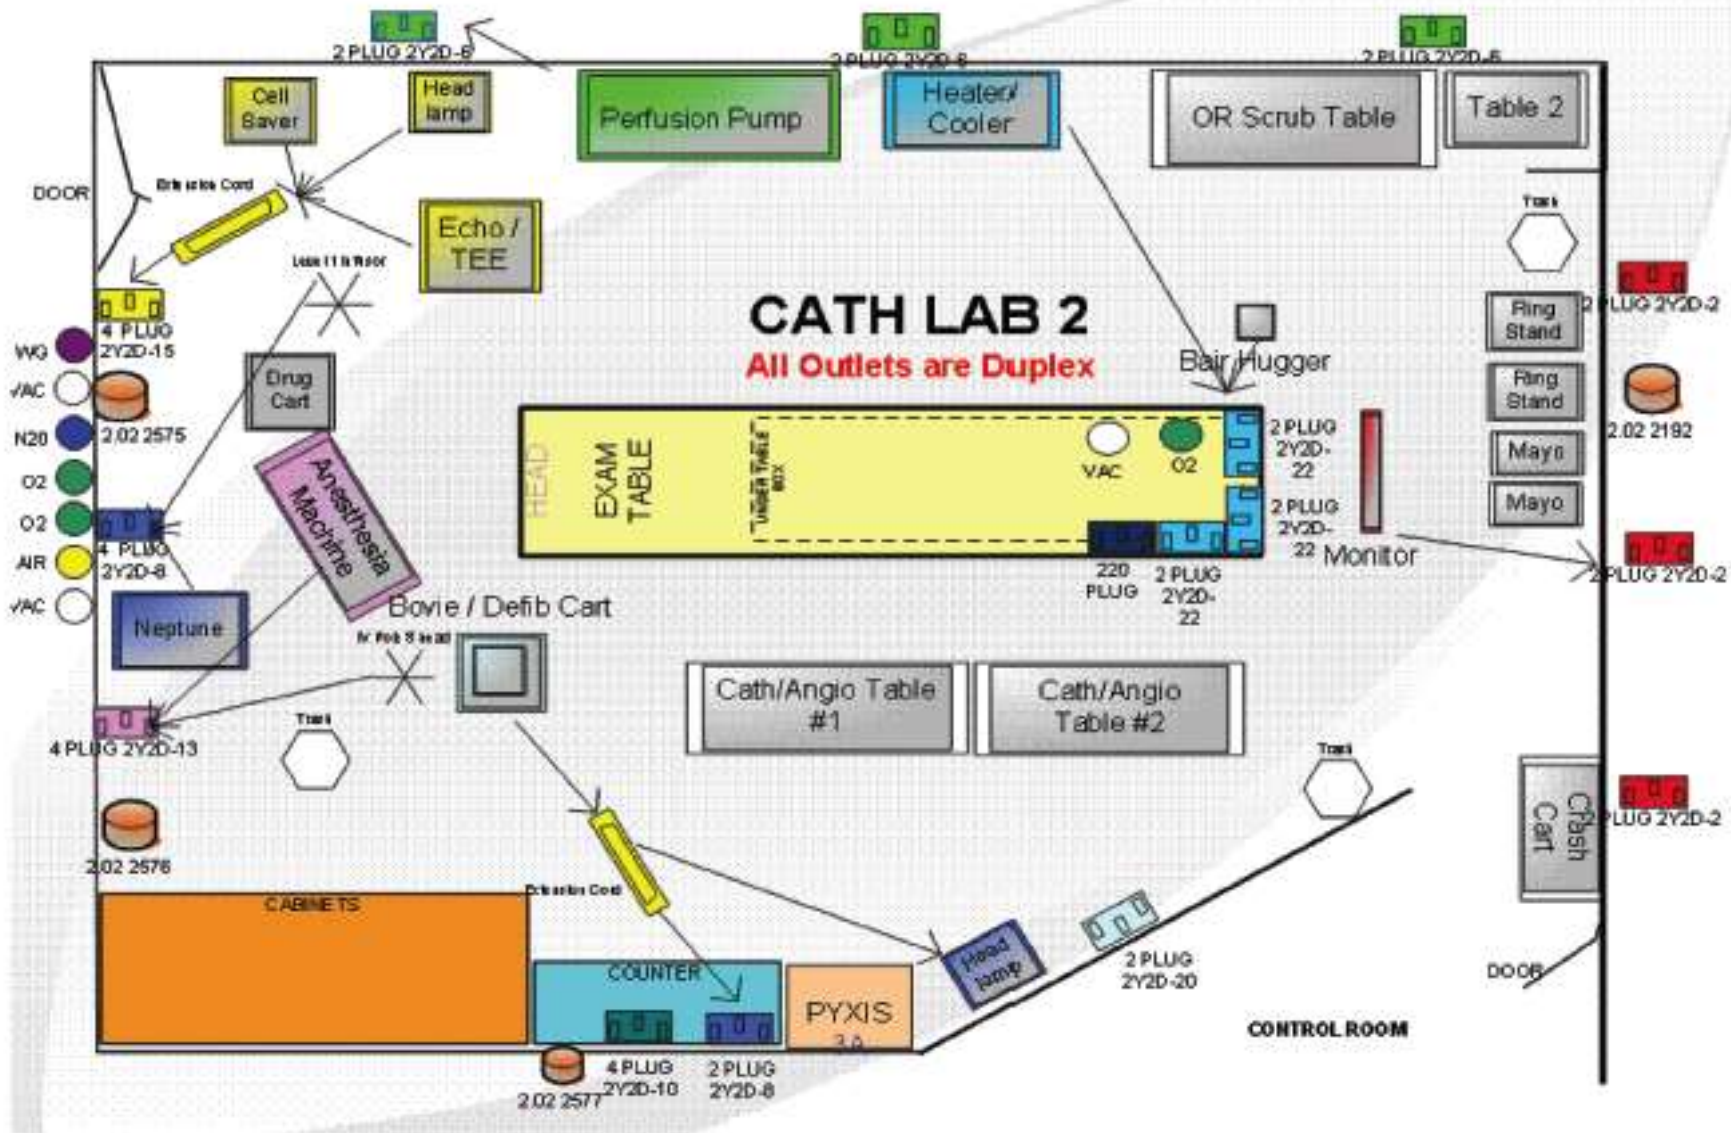 2 PLUG 2Y2D-6
2 PLUG 2Y2D-6
2 PLUG 2Y2D-6
Cell
Saver
Head
lamp
Perfusion Pump
Heater/
Cooler
OR Scrub Table
Table 2
DOOR
Extension Cord
Echo /
TEE
Trash
4 PLUG
2Y2D-15
CATH LAB 2
All Outlets are Duplex
Bair Hugger
2 PLUG 2Y2D-2
Ring
Stand
Ring
Stand
Mayo
Mayo
2.02 2192
WG
VAC
N20
O2
O2
AIR
VAC
2.02 2575
Drug
Cart
Anesthesia
Machine
4 PLUG
2Y2D-8
Neptune
HEAD
EXAM
TABLE
UNDER TABLE
BOX
VAC
O2
2 PLUG
2Y2D-
22
2 PLUG
2Y2D-
22
220
PLUG
2 PLUG
2Y2D-
22
Monitor
2 PLUG 2Y2D-2
Bovie / Defib Cart
4 PLUG 2Y2D-13
Trash
Cath/Angio Table
#1
Cath/Angio
Table #2
Trash
2 PLUG 2Y2D-2
Crash
Cart
2.02 2576
CABINETS
Extension Cord
COUNTER
PYXIS
Head
lamp
2 PLUG
2Y2D-20
DOOR
CONTROL ROOM
2.02 2577
4 PLUG
2Y2D-10
2 PLUG
2Y2D-8